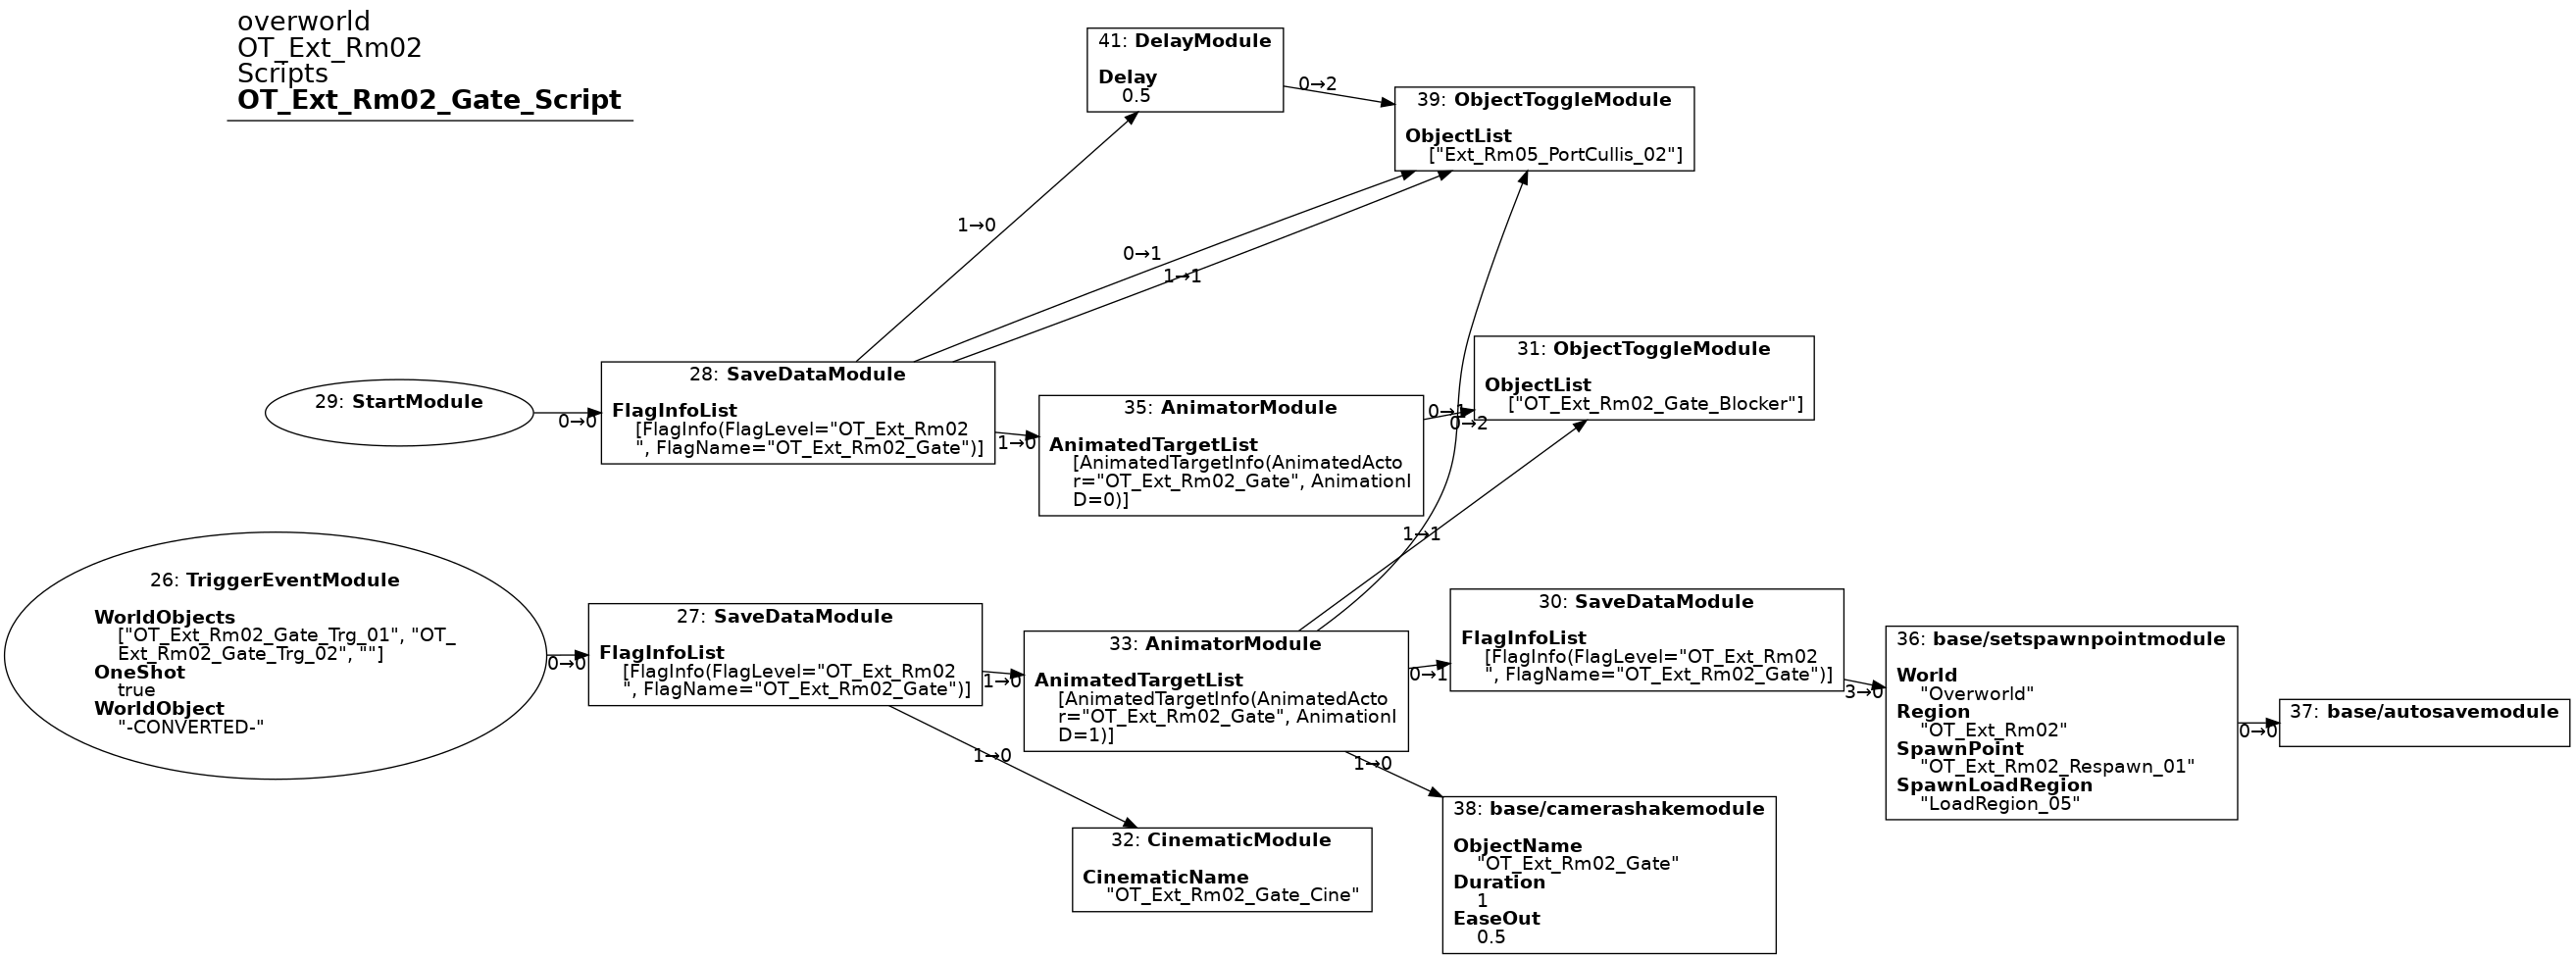 overworld
OT_Ext_Rm02
Scripts
OT_Ext_Rm02_Gate_Script
41: DelayModule
Delay
0.5
0→2
39: ObjectToggleModule
ObjectList
["Ext_Rm05_PortCullis_02"]
1→0
0→1
1→1
29: StartModule
0→0
28: SaveDataModule
FlagInfoList
[FlagInfo(FlagLevel="OT_Ext_Rm02
", FlagName="OT_Ext_Rm02_Gate")]
1→0
35: AnimatorModule
AnimatedTargetList
[AnimatedTargetInfo(AnimatedActo
r="OT_Ext_Rm02_Gate", AnimationI
D=0)]
0→1
0→2
31: ObjectToggleModule
ObjectList
["OT_Ext_Rm02_Gate_Blocker"]
1→1
26: TriggerEventModule
WorldObjects
["OT_Ext_Rm02_Gate_Trg_01", "OT_
Ext_Rm02_Gate_Trg_02", ""]
OneShot
true
WorldObject
"-CONVERTED-"
0→0
27: SaveDataModule
FlagInfoList
[FlagInfo(FlagLevel="OT_Ext_Rm02
", FlagName="OT_Ext_Rm02_Gate")]
1→0
1→0
33: AnimatorModule
AnimatedTargetList
[AnimatedTargetInfo(AnimatedActo
r="OT_Ext_Rm02_Gate", AnimationI
D=1)]
0→1
1→0
30: SaveDataModule
FlagInfoList
[FlagInfo(FlagLevel="OT_Ext_Rm02
", FlagName="OT_Ext_Rm02_Gate")]
3→0
36: base/setspawnpointmodule
World
"Overworld"
Region
"OT_Ext_Rm02"
SpawnPoint
"OT_Ext_Rm02_Respawn_01"
SpawnLoadRegion
"LoadRegion_05"
0→0
37: base/autosavemodule
32: CinematicModule
CinematicName
"OT_Ext_Rm02_Gate_Cine"
38: base/camerashakemodule
ObjectName
"OT_Ext_Rm02_Gate"
Duration
1
EaseOut
0.5